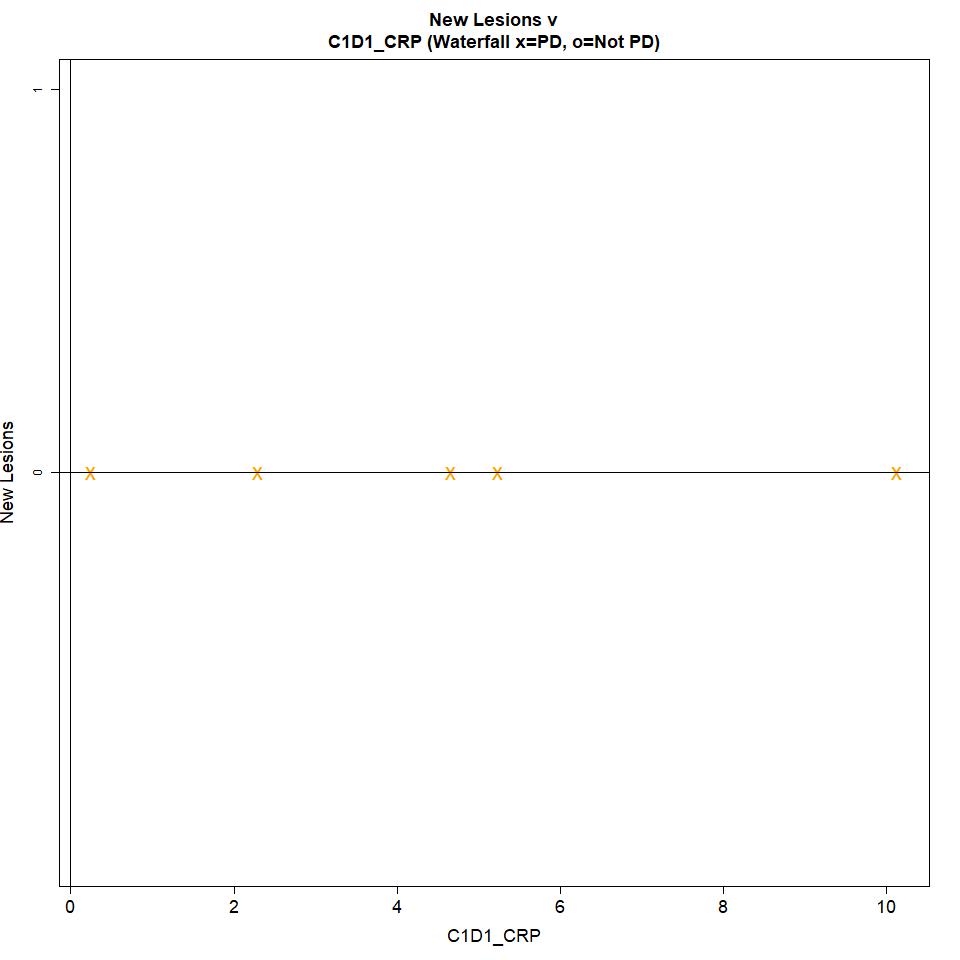 New Lesions v
C1D1_CRP (Waterfall x=PD, o=Not PD)
1
0
New Lesions
X X X X X
0 2 4 6 8 10
C1D1_CRP